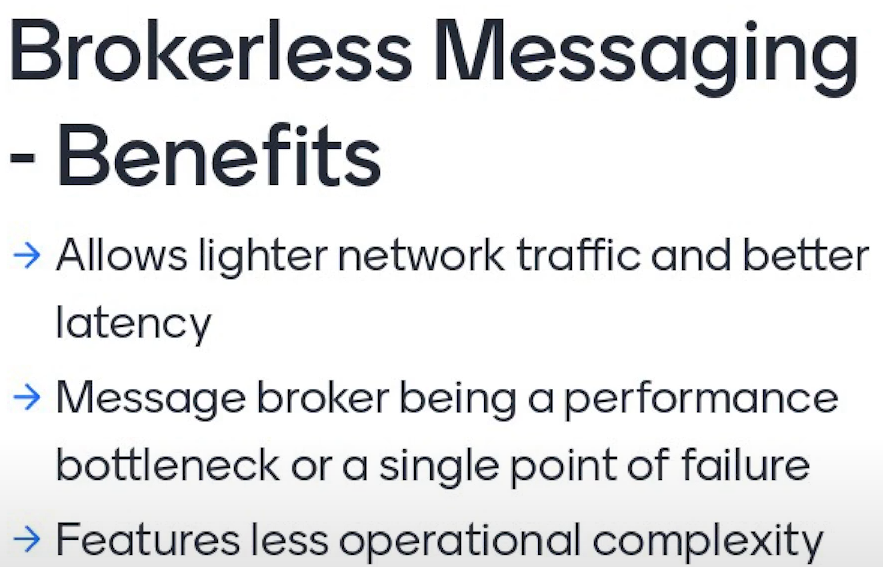 Brokerless Messaging
- Benefits
→ Allows lighter network traffic and better
latency
→ Message broker being a performance
bottleneck or a single point of failure
→ Features less operational complexity